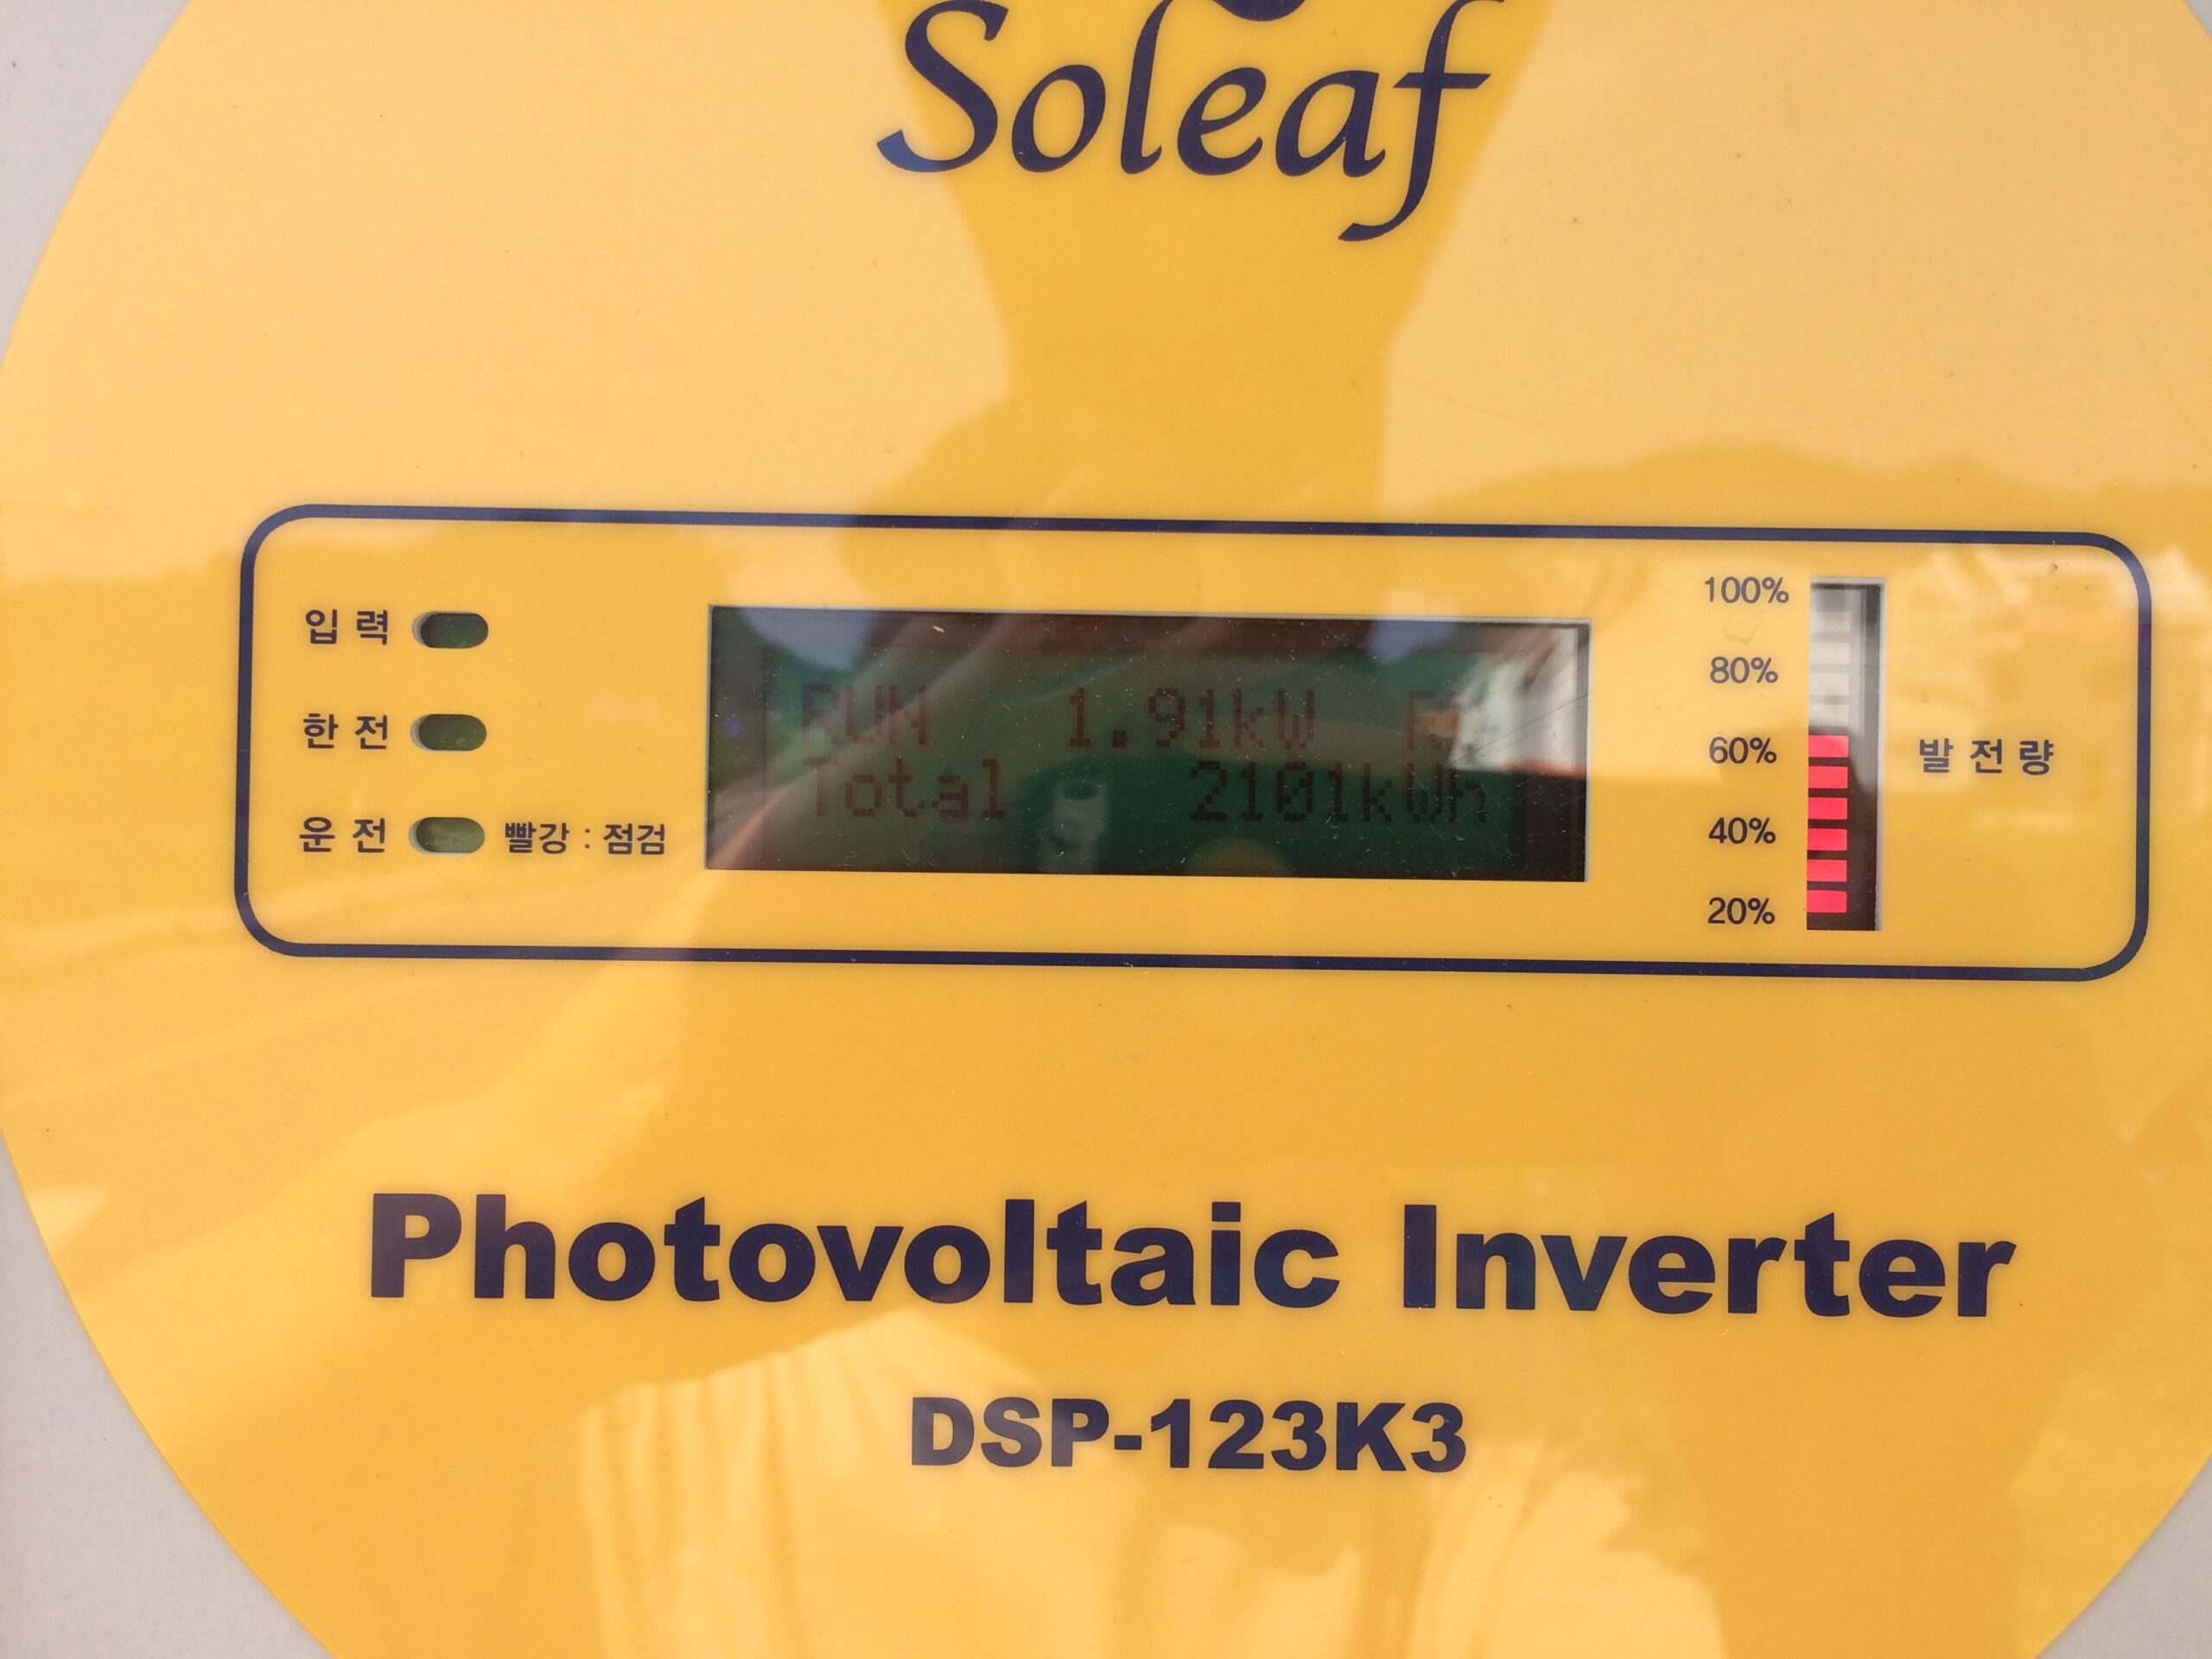 Soleaf
입력
한전
운전 빨강 : 점검
RUN 1.91kW
Total 2101kWh
100%
80%
60%
40%
20%
발전량
Photovoltaic Inverter
DSP-123K3